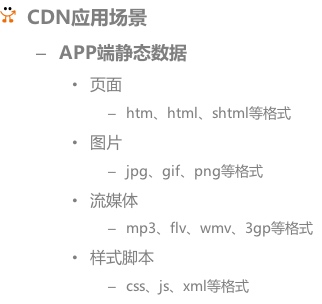 CDN应用场景
– APP端静态数据
• 页面
– htm、html、shtml等格式
• 图片
– jpg、gif、png等格式
• 流媒体
– mp3、flv、wmv、3gp等格式
• 样式脚本
– css、js、xml等格式